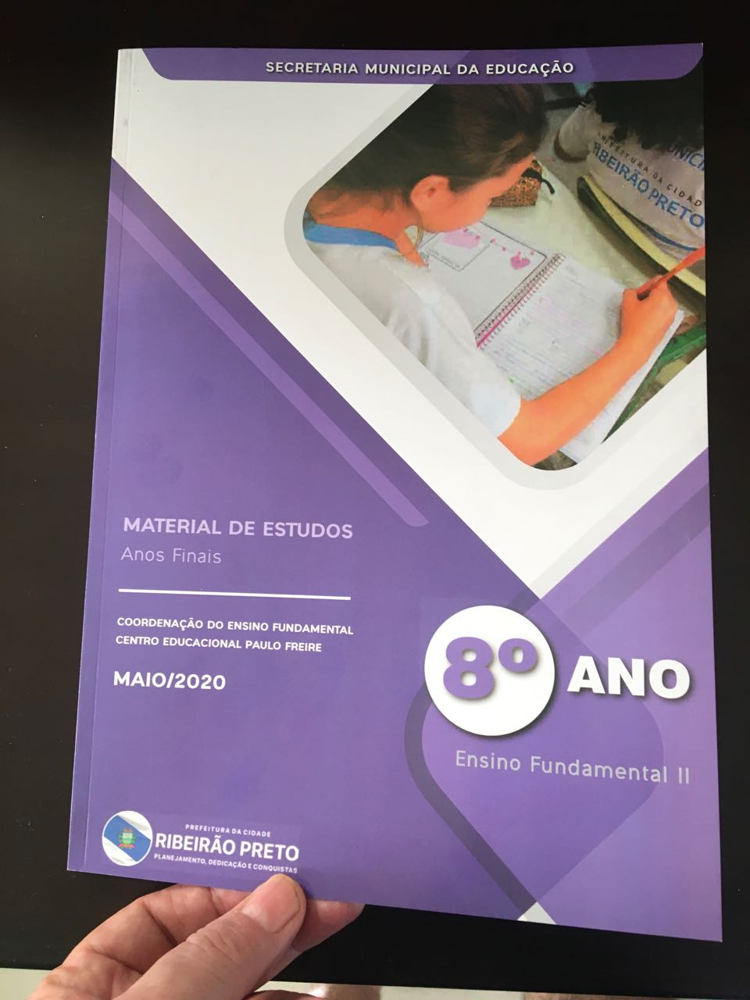 SECRETARIA MUNICIPAL DA EDUCAÇÃO
PREFEITURA DA CIDAD
RIBEIRÃO PRETO
MATERIAL DE ESTUDOS
Anos Finais
COORDENAÇÃO DO ENSINO FUNDAMENTAL
CENTRO EDUCACIONAL PAULO FREIRE
MAIO/2020
8º ANO
Ensino Fundamental II
PREFEITURA DA CIDADE
RIBEIRÃO PRETO
PLANEJAMENTO, DEDICAÇÃO E CONQUISTAS